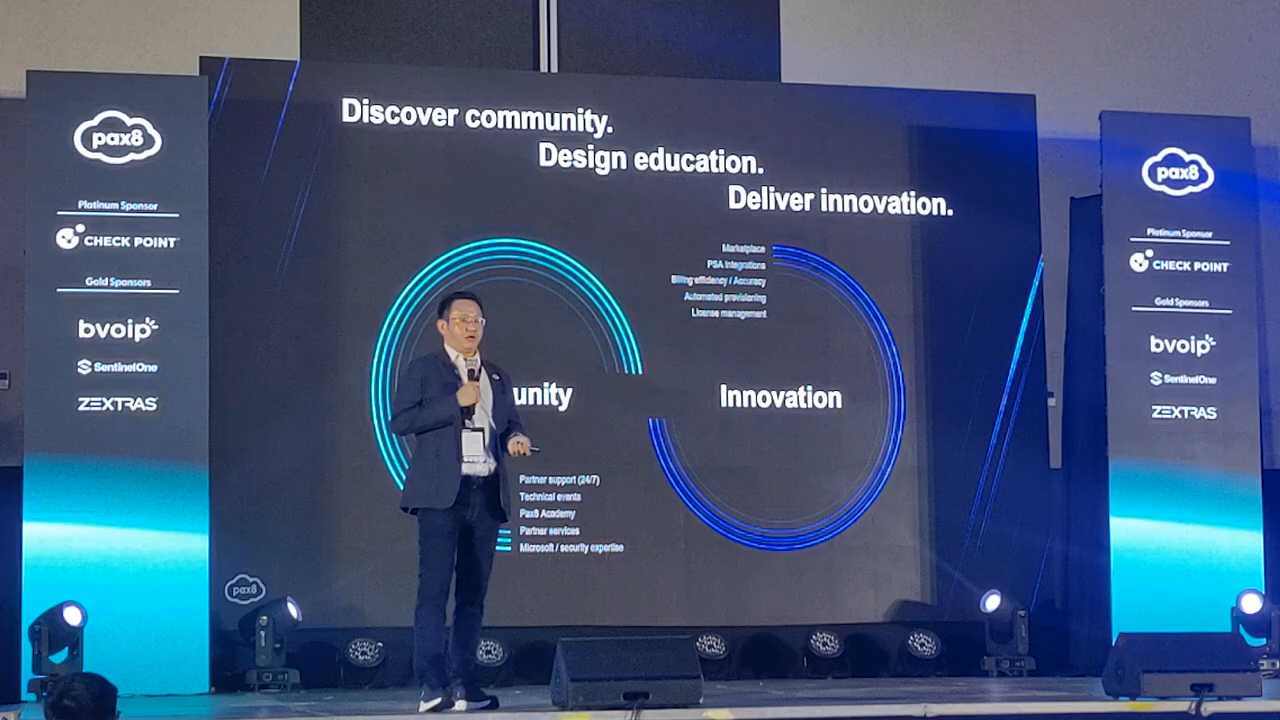 pax8
Platinum Sponsor
CHECK POINT
Gold Sponsors
bvoip
SentinelOne
ZEXTRAS
Discover community.
Design education.
Deliver innovation.
Marketplace
PSA Integrations
Billing efficiency / Accuracy
Automated provisioning
License management
unity
Innovation
Partner support (24/7)
Technical events
Pax8 Academy
Partner services
Microsoft / security expertise
pax8
pax8
Platinum Sponsor
CHECK POINT
Gold Sponsors
bvoip
SentinelOne
ZEXTRAS